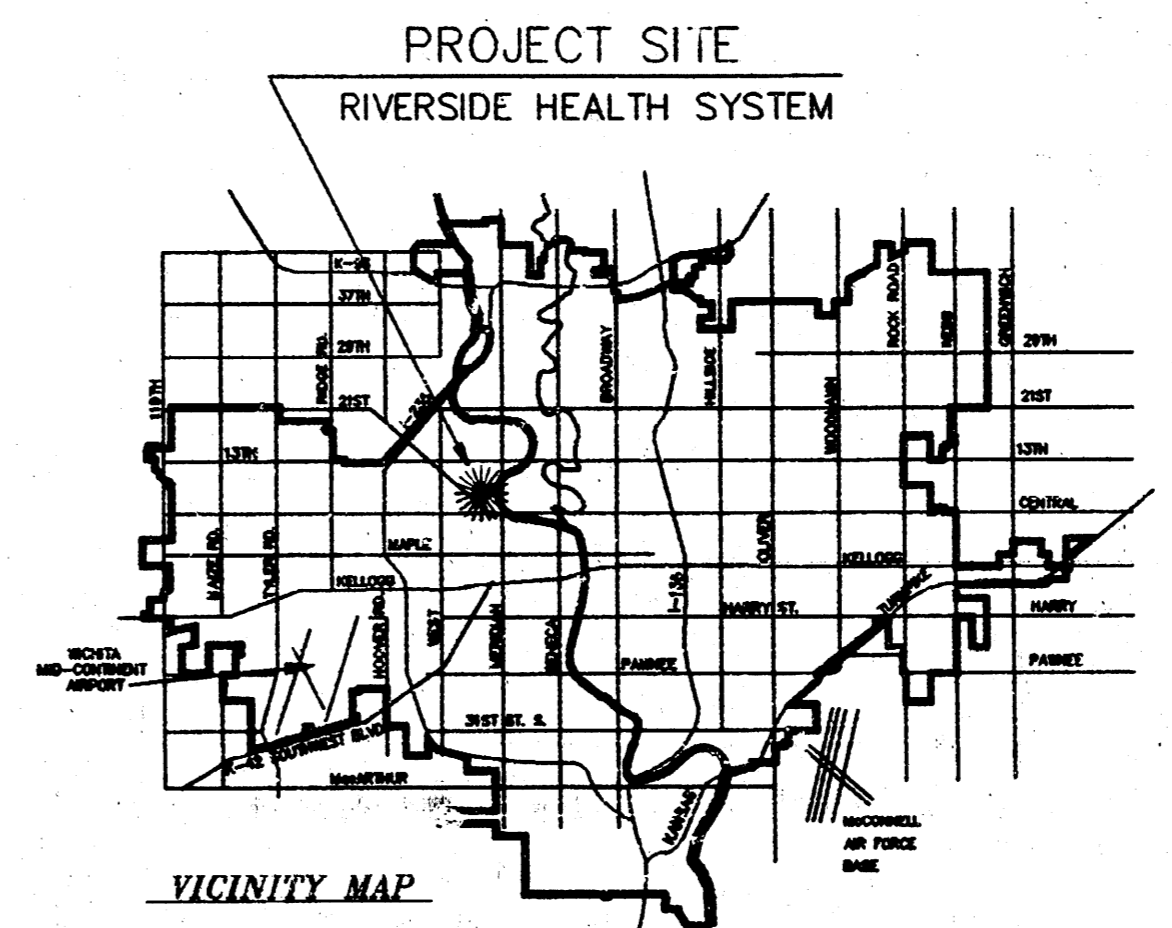 PROJECT SITE
RIVERSIDE HEALTH SYSTEM
37TH
29TH
21ST
13TH
119TH
RIDGE RD.
BROADWAY
HILLSIDE
WOODLAWN
ROCK ROAD
WEBB
GREENWICH
29TH
21ST
13TH
CENTRAL
MAIZE RD.
TYLER RD.
MAPLE
KELLOGG
HOOVER RD.
WEST
MERIDIAN
SENECA
I-135
OLIVER
KELLOGG
HARRY ST.
TURNPIKE
HARRY
PAWNEE
PAWNEE
WICHITA
MID-CONTINENT
AIRPORT
31ST ST. S.
K-42 SOUTHWEST BLVD
MacARTHUR
KANSAS
McCONNELL
AIR FORCE
BASE
VICINITY MAP